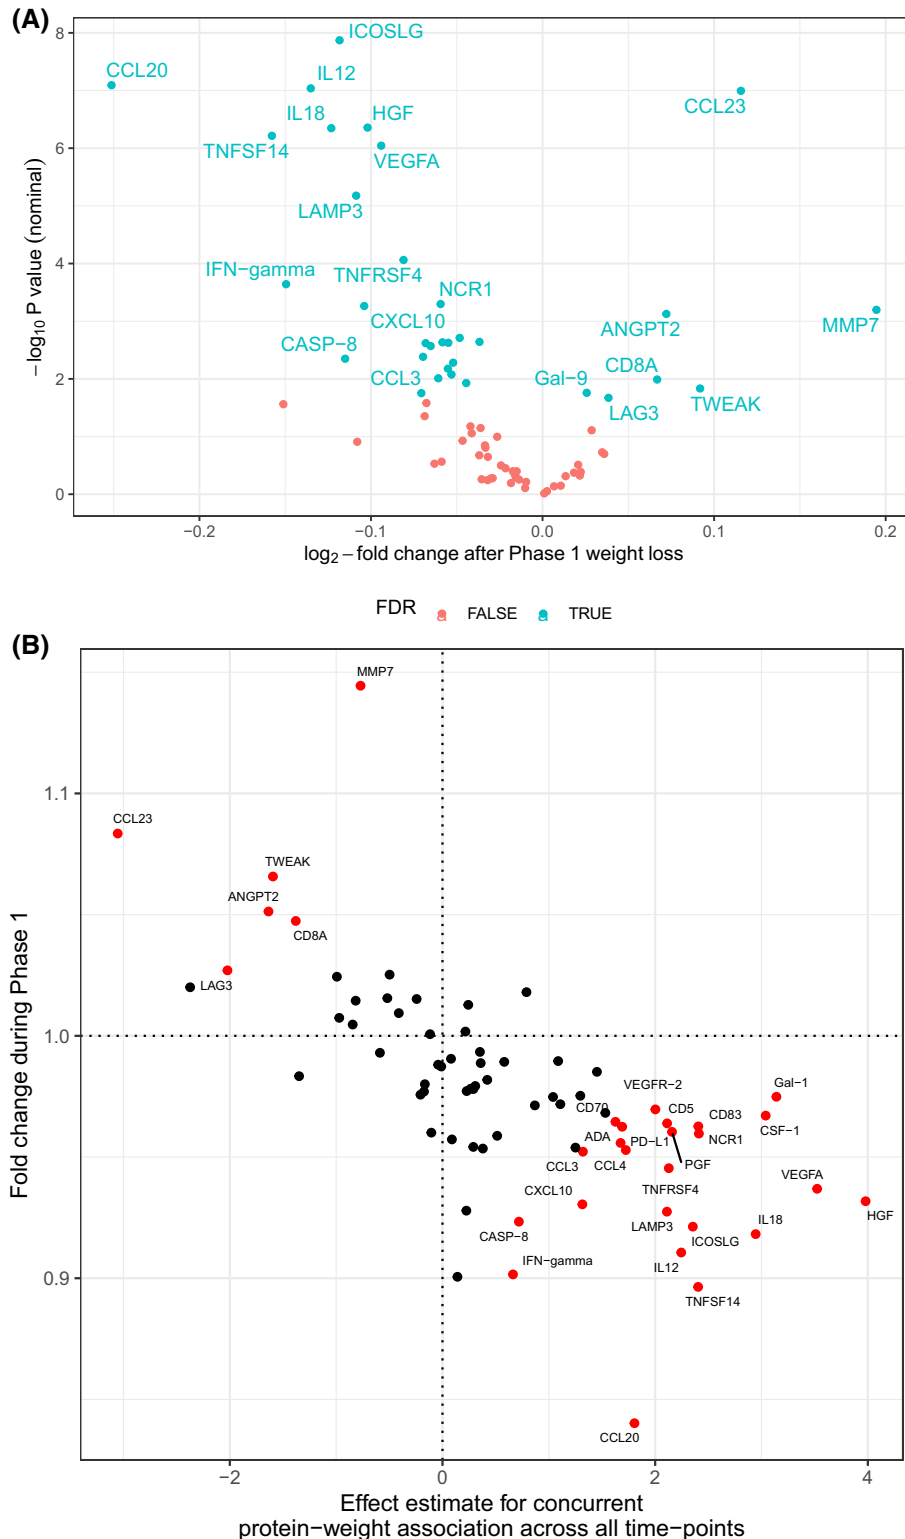 (A)
ICOSLG
CCL20
IL12
CCL23
IL18
HGF
TNFSF14
VEGFA
LAMP3
IFN−gamma
TNFRSF4
NCR1
CXCL10
ANGPT2
MMP7
CASP−8
CD8A
CCL3
Gal−9
LAG3
TWEAK
8
6
4
2
0
−log10 P value (nominal)
−0.2
−0.1
0.0
0.1
0.2
log2−fold change after Phase 1 weight loss
FDR
a FALSE
a TRUE
(B)
MMP7
CCL23
TWEAK
ANGPT2
CD8A
LAG3
VEGFR−2
Gal−1
CD70
CD5
CD83
CSF−1
ADA
PD−L1
NCR1
CCL3
CCL4
PGF
VEGFA
CXCL10
TNFRSF4
HGF
CASP−8
LAMP3
IL18
ICOSLG
IFN−gamma
IL12
TNFSF14
CCL20
1.1
1.0
0.9
Fold change during Phase 1
−2
0
2
4
Effect estimate for concurrent
protein−weight association across all time−points